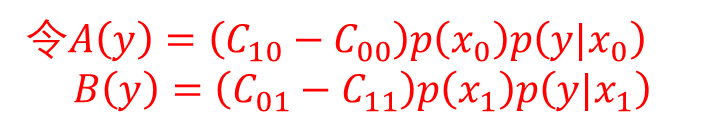 令A(y) = (C₁₀ − C₀₀)p(x₀)p(y|x₀)
B(y) = (C₀₁ − C₁₁)p(x₁)p(y|x₁)